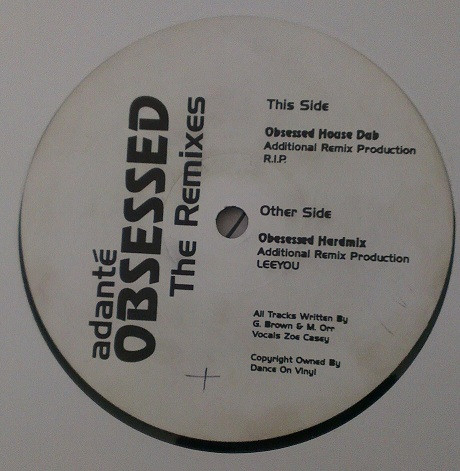 adanté
OBSESSED
The Remixes
This Side
Obsessed House Dub
Additional Remix Production
R.I.P.
Other Side
Obesessed Hardmix
Additional Remix Production
LEEYOU
All Tracks Written By
G. Brown & M. Orr
Vocals Zoe Casey
Copyright Owned By
Dance On Vinyl